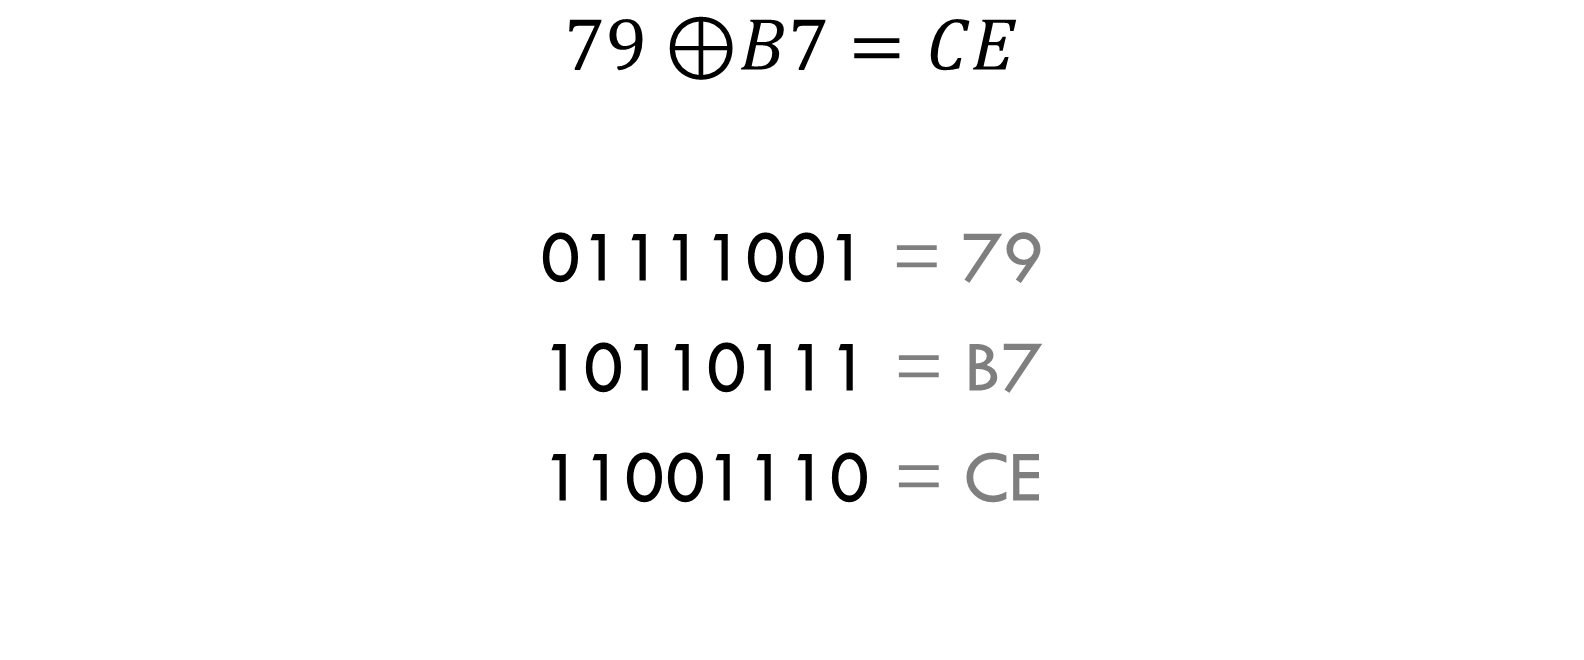 79 ⊕B7 = CE
01111001 = 79
10110111 = B7
11001110 = CE